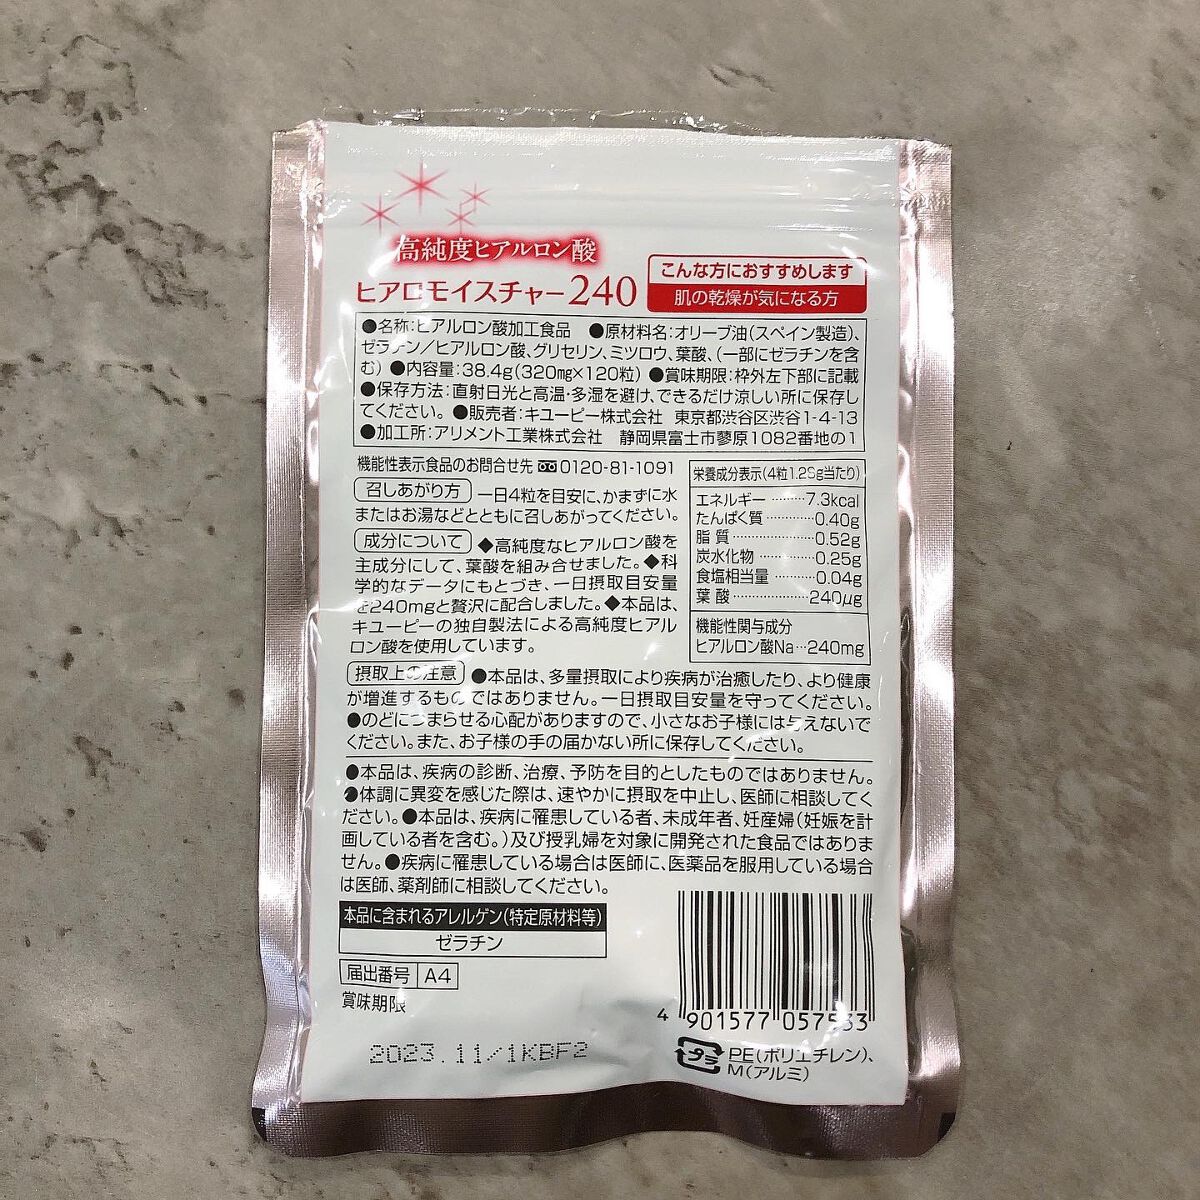 高純度ヒアルロン酸
ヒアロモイスチャー240
こんな方におすすめします
肌の乾燥が気になる方
●名称:ヒアルロン酸加工食品 ●原材料名:オリーブ油(スペイン製造)、
ゼラチン/ヒアルロン酸、グリセリン、ミツロウ、葉酸、(一部にゼラチンを含
む) ●内容量:38.4g(320mg×120粒) ●賞味期限:枠外左下部に記載
●保存方法:直射日光と高温・多湿を避け、できるだけ涼しい所に保存し
てください。 ●販売者:キユーピー株式会社 東京都渋谷区渋谷1-4-13
●加工所:アリメント工業株式会社 静岡県富士市蓼原1082番地の1
機能性表示食品のお問合せ先 0120-81-1091
召しあがり方 一日4粒を目安に、かまずに水
またはお湯などとともに召しあがってください。
成分について ◆高純度なヒアルロン酸を
主成分にして、葉酸を組み合せました。◆科
学的なデータにもとづき、一日摂取目安量
を240mgと贅沢に配合しました。◆本品は、
キユーピーの独自製法による高純度ヒアル
ロン酸を使用しています。
栄養成分表示(4粒1.28g当たり)
エネルギー………7.3kcal
たんぱく質…………0.40g
脂質…………………0.52g
炭水化物……………0.25g
食塩相当量…………0.04g
葉酸…………………240μg
機能性関与成分
ヒアルロン酸Na…240mg
摂取上の注意 ●本品は、多量摂取により疾病が治癒したり、より健康
が増進するものではありません。一日摂取目安量を守ってください。
●のどにつまらせる心配がありますので、小さなお子様には与えないで
ください。また、お子様の手の届かない所に保存してください。
●本品は、疾病の診断、治療、予防を目的としたものではありません。
●体調に異変を感じた際は、速やかに摂取を中止し、医師に相談してく
ださい。●本品は、疾病に罹患している者、未成年者、妊産婦(妊娠を計
画している者を含む。)及び授乳婦を対象に開発された食品ではありま
せん。●疾病に罹患している場合は医師に、医薬品を服用している場合
は医師、薬剤師に相談してください。
本品に含まれるアレルゲン(特定原材料等)
ゼラチン
届出番号 A4
賞味期限
2023.11/1KBF2
4 901577 057533
プラ PE(ポリエチレン)、
M(アルミ)